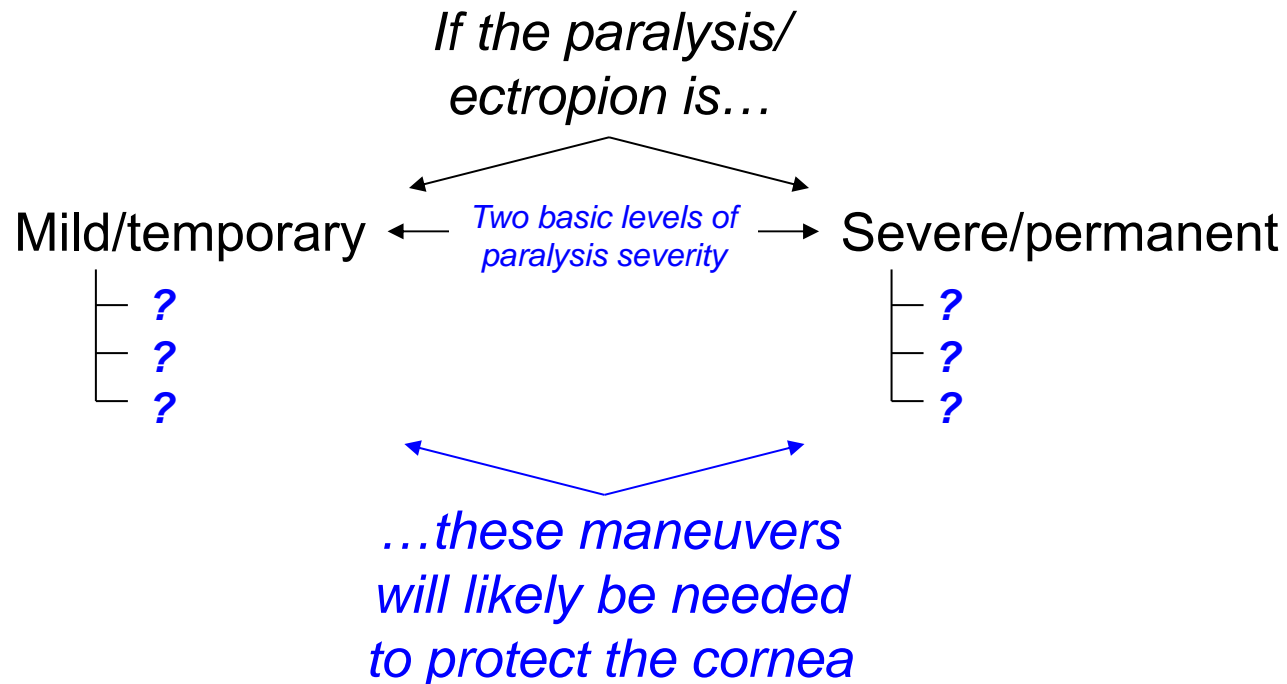 If the paralysis/
ectropion is…
Mild/temporary
Two basic levels of
paralysis severity
Severe/permanent
?
?
?
?
?
?
…these maneuvers
will likely be needed
to protect the cornea